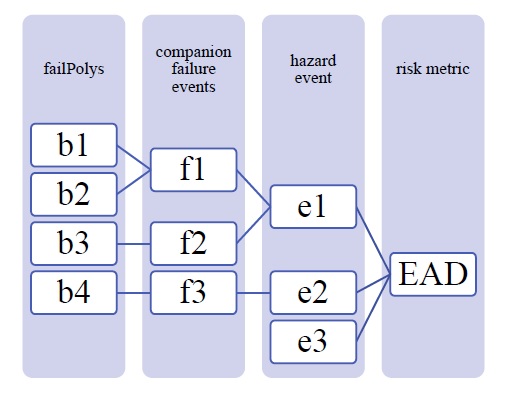 failPolys
companion
failure
events
hazard
event
risk metric
b1
b2
b3
b4
f1
f2
f3
e1
e2
e3
EAD